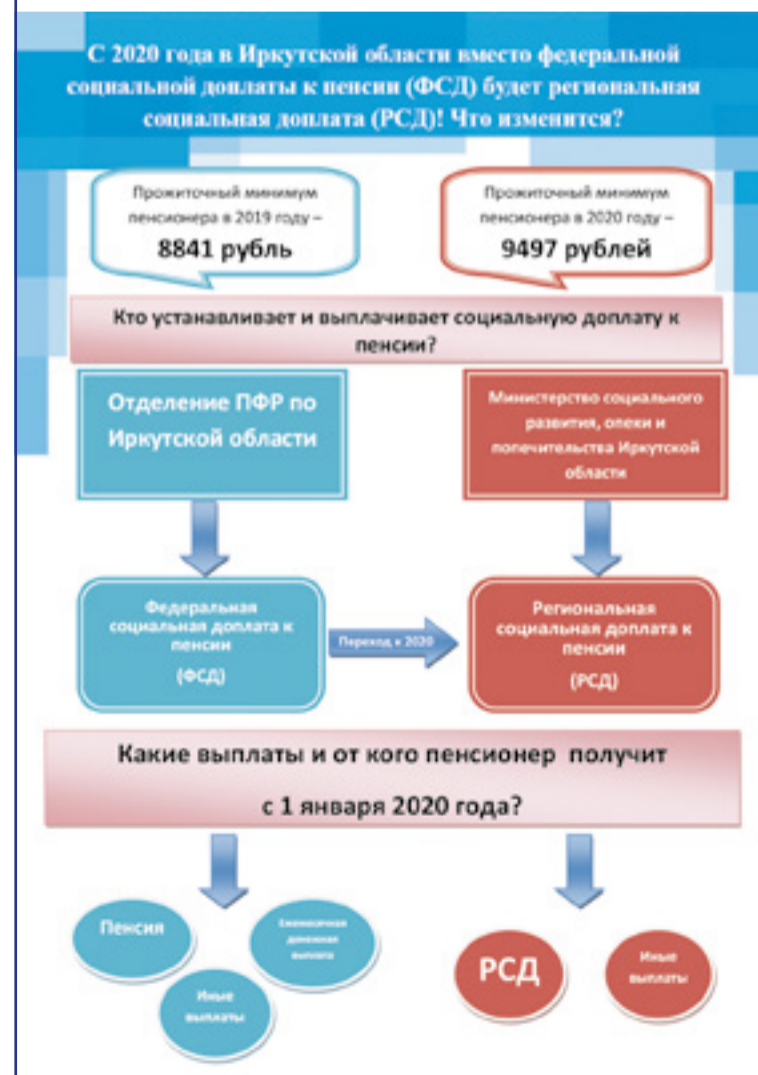 С 2020 года в Иркутской области вместо федеральной
социальной доплаты к пенсии (ФСД) будет региональная
социальная доплата (РСД)! Что изменится?
Прожиточный минимум
пенсионера в 2019 году –
8841 рубль
Прожиточный минимум
пенсионера в 2020 году –
9497 рублей
Кто устанавливает и выплачивает социальную доплату к
пенсии?
Отделение ПФР по
Иркутской области
Министерство социального
развития, опеки и
попечительства Иркутской
области
Федеральная
социальная доплата к
пенсии
(ФСД)
Переход к 2020
Региональная
социальная доплата к
пенсии
(РСД)
Какие выплаты и от кого пенсионер получит
с 1 января 2020 года?
Пенсия
Ежемесячная
денежная
выплата
Иные
выплаты
РСД
Иные
выплаты